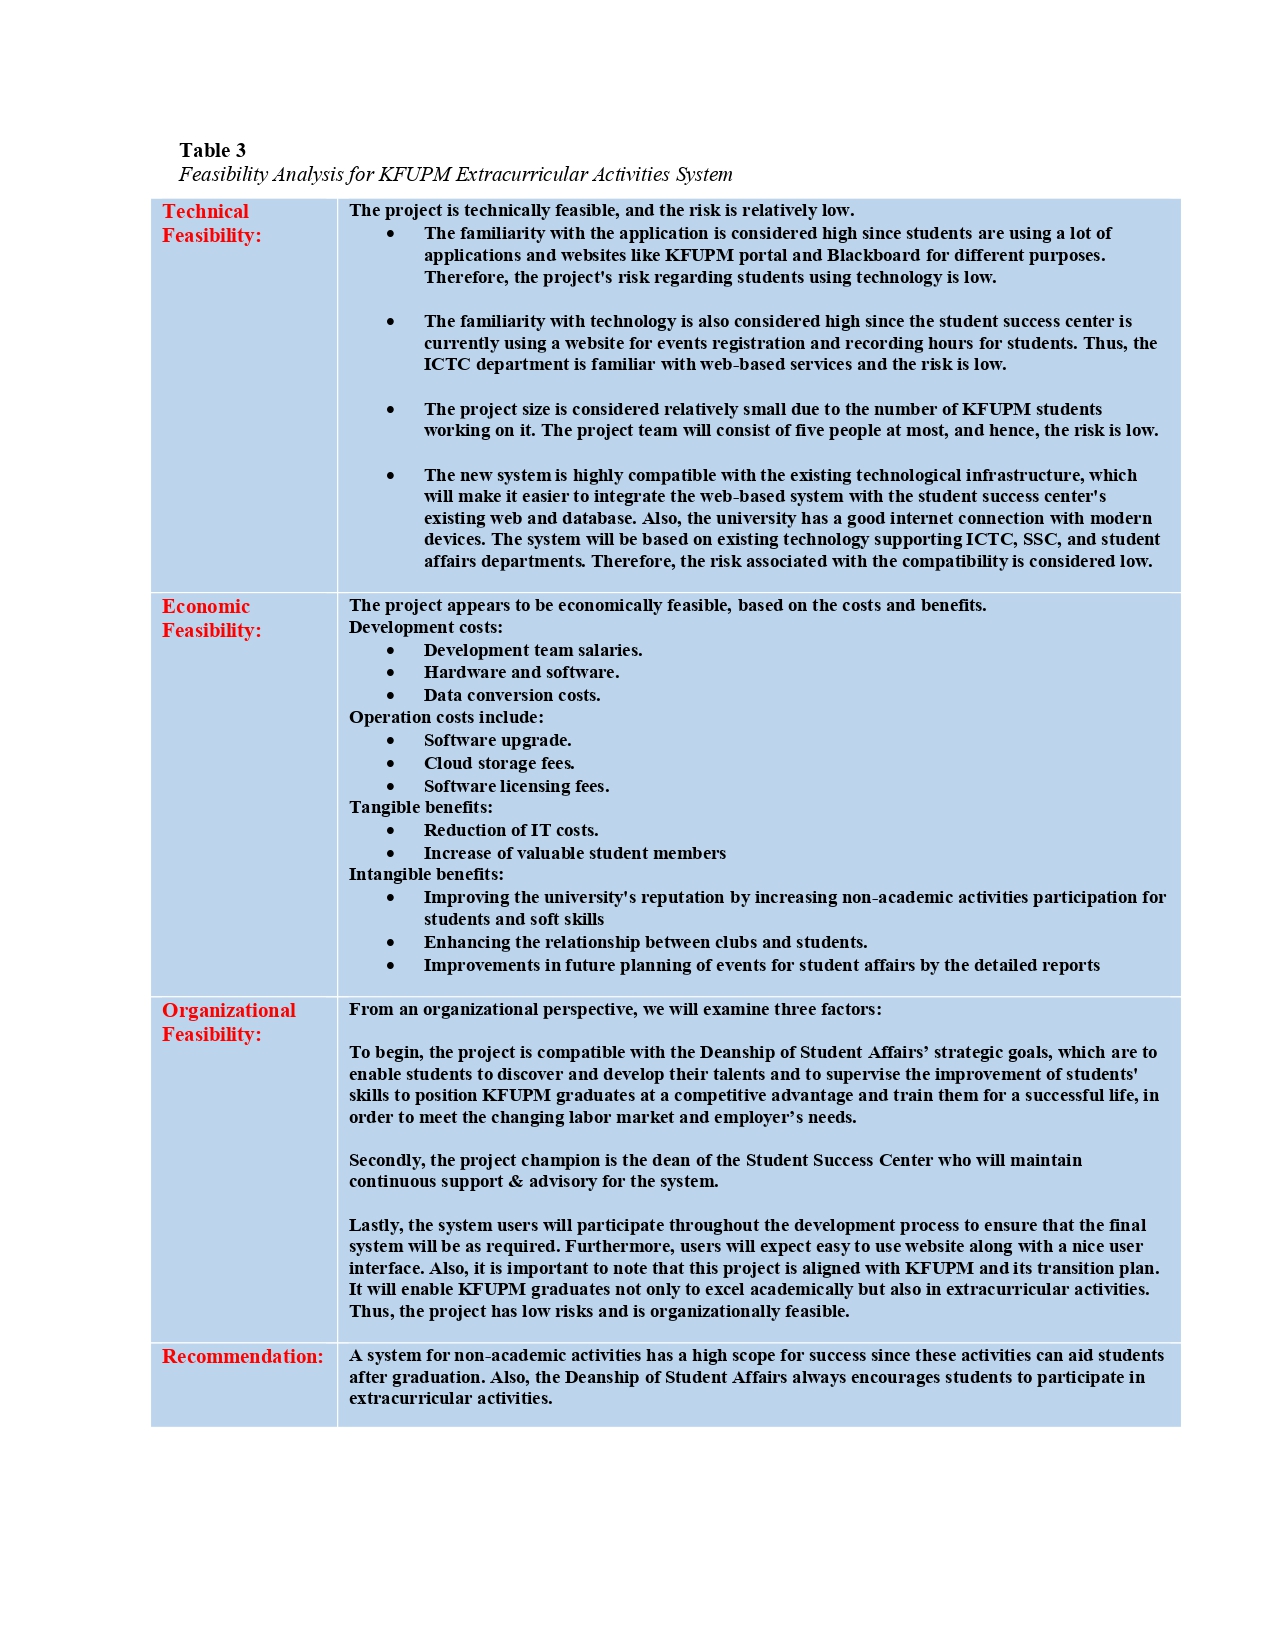 Table 3
Feasibility Analysis for KFUPM Extracurricular Activities System
Technical
Feasibility:
The project is technically feasible, and the risk is relatively low.
• The familiarity with the application is considered high since students are using a lot of
applications and websites like KFUPM portal and Blackboard for different purposes.
Therefore, the project's risk regarding students using technology is low.
• The familiarity with technology is also considered high since the student success center is
currently using a website for events registration and recording hours for students. Thus, the
ICTC department is familiar with web-based services and the risk is low.
• The project size is considered relatively small due to the number of KFUPM students
working on it. The project team will consist of five people at most, and hence, the risk is low.
• The new system is highly compatible with the existing technological infrastructure, which
will make it easier to integrate the web-based system with the student success center's
existing web and database. Also, the university has a good internet connection with modern
devices. The system will be based on existing technology supporting ICTC, SSC, and student
affairs departments. Therefore, the risk associated with the compatibility is considered low.
Economic
Feasibility:
The project appears to be economically feasible, based on the costs and benefits.
Development costs:
• Development team salaries.
• Hardware and software.
• Data conversion costs.
Operation costs include:
• Software upgrade.
• Cloud storage fees.
• Software licensing fees.
Tangible benefits:
• Reduction of IT costs.
• Increase of valuable student members
Intangible benefits:
• Improving the university's reputation by increasing non-academic activities participation for
students and soft skills
• Enhancing the relationship between clubs and students.
• Improvements in future planning of events for student affairs by the detailed reports
Organizational
Feasibility:
From an organizational perspective, we will examine three factors:
To begin, the project is compatible with the Deanship of Student Affairs’ strategic goals, which are to
enable students to discover and develop their talents and to supervise the improvement of students'
skills to position KFUPM graduates at a competitive advantage and train them for a successful life, in
order to meet the changing labor market and employer’s needs.
Secondly, the project champion is the dean of the Student Success Center who will maintain
continuous support & advisory for the system.
Lastly, the system users will participate throughout the development process to ensure that the final
system will be as required. Furthermore, users will expect easy to use website along with a nice user
interface. Also, it is important to note that this project is aligned with KFUPM and its transition plan.
It will enable KFUPM graduates not only to excel academically but also in extracurricular activities.
Thus, the project has low risks and is organizationally feasible.
Recommendation:
A system for non-academic activities has a high scope for success since these activities can aid students
after graduation. Also, the Deanship of Student Affairs always encourages students to participate in
extracurricular activities.